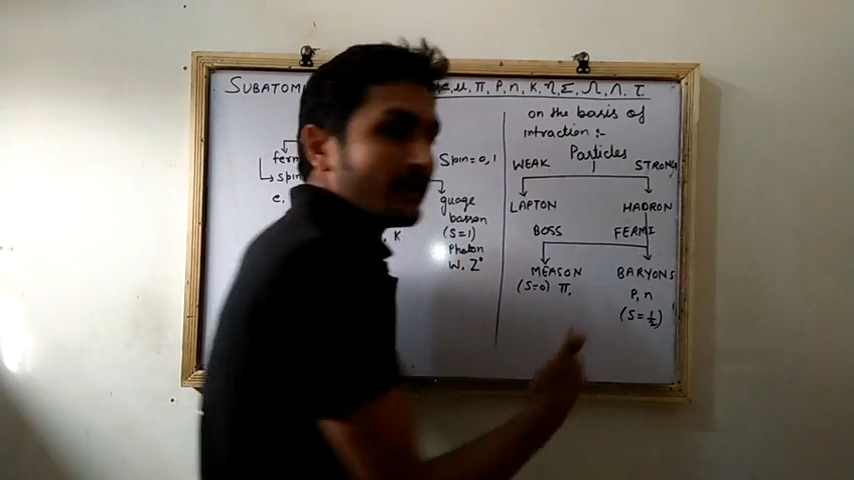 SUBATOM
μ, π, P, n, K, η, Σ, Ω, Λ, τ
on the basis of
intraction :-
Particles
WEAK STRONG
LAPTON HADRON
BOSS FERMI
MEASON BARYONS
(S=0) π, P, n
(S=1/2)
ferm
spin
e,
Spin=0,1
guage
basson
(S=1)
Photon
W, Z°
, K